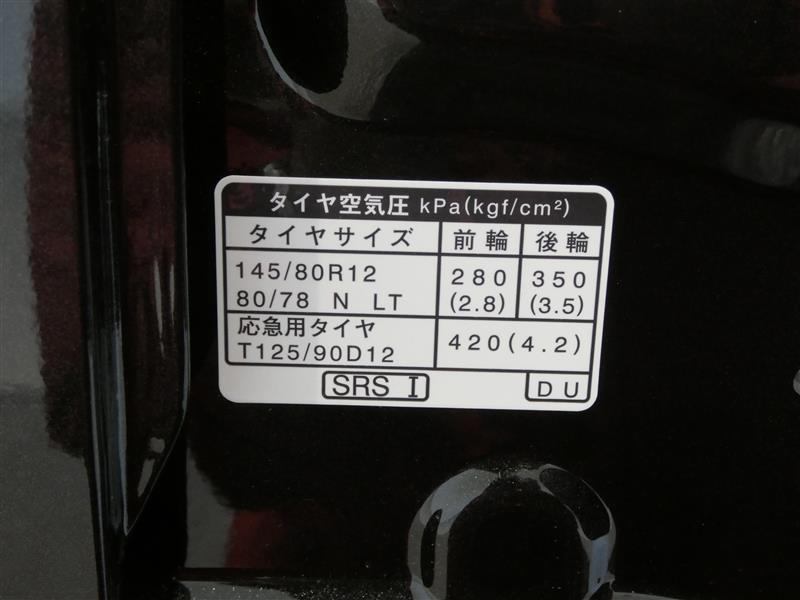 タイヤ空気圧 kPa(kgf/cm²)
タイヤサイズ 前輪 後輪
145/80R12 280 350
80/78 N LT (2.8) (3.5)
応急用タイヤ
T125/90D12 420(4.2)
SRS I DU